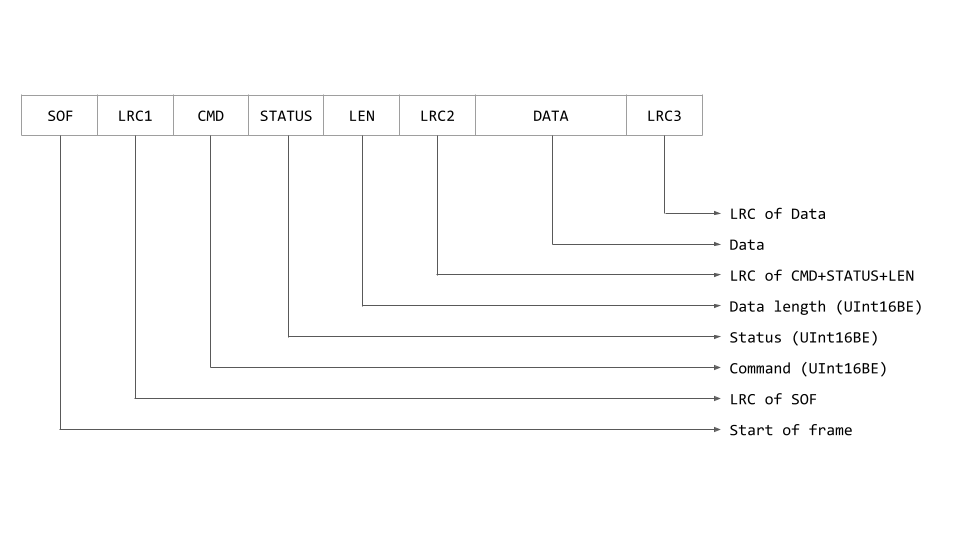 SOF LRC1 CMD STATUS LEN LRC2 DATA LRC3
LRC of Data
Data
LRC of CMD+STATUS+LEN
Data length (UInt16BE)
Status (UInt16BE)
Command (UInt16BE)
LRC of SOF
Start of frame